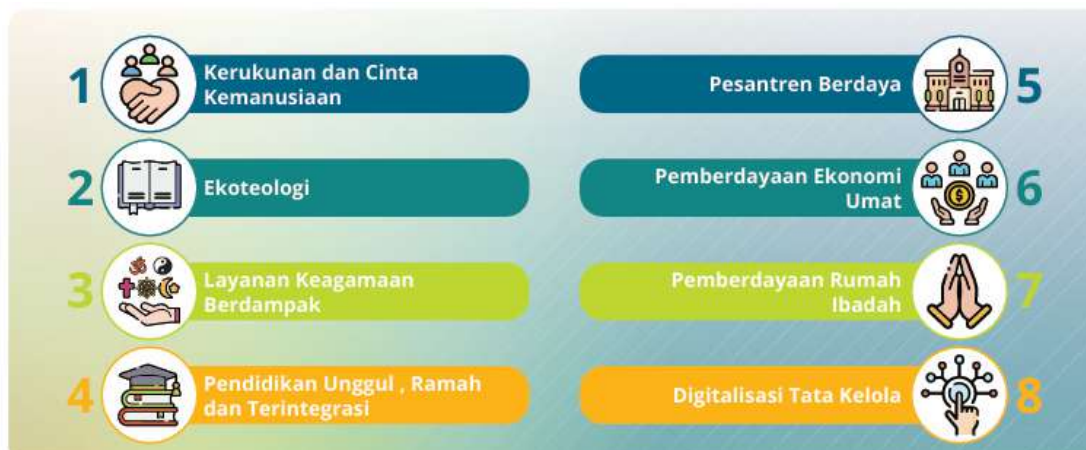 1
Kerukunan dan Cinta
Kemanusiaan
2
Ekoteologi
3
Layanan Keagamaan
Berdampak
4
Pendidikan Unggul , Ramah
dan Terintegrasi
Pesantren Berdaya
5
Pemberdayaan Ekonomi
Umat
6
Pemberdayaan Rumah
Ibadah
7
Digitalisasi Tata Kelola
8